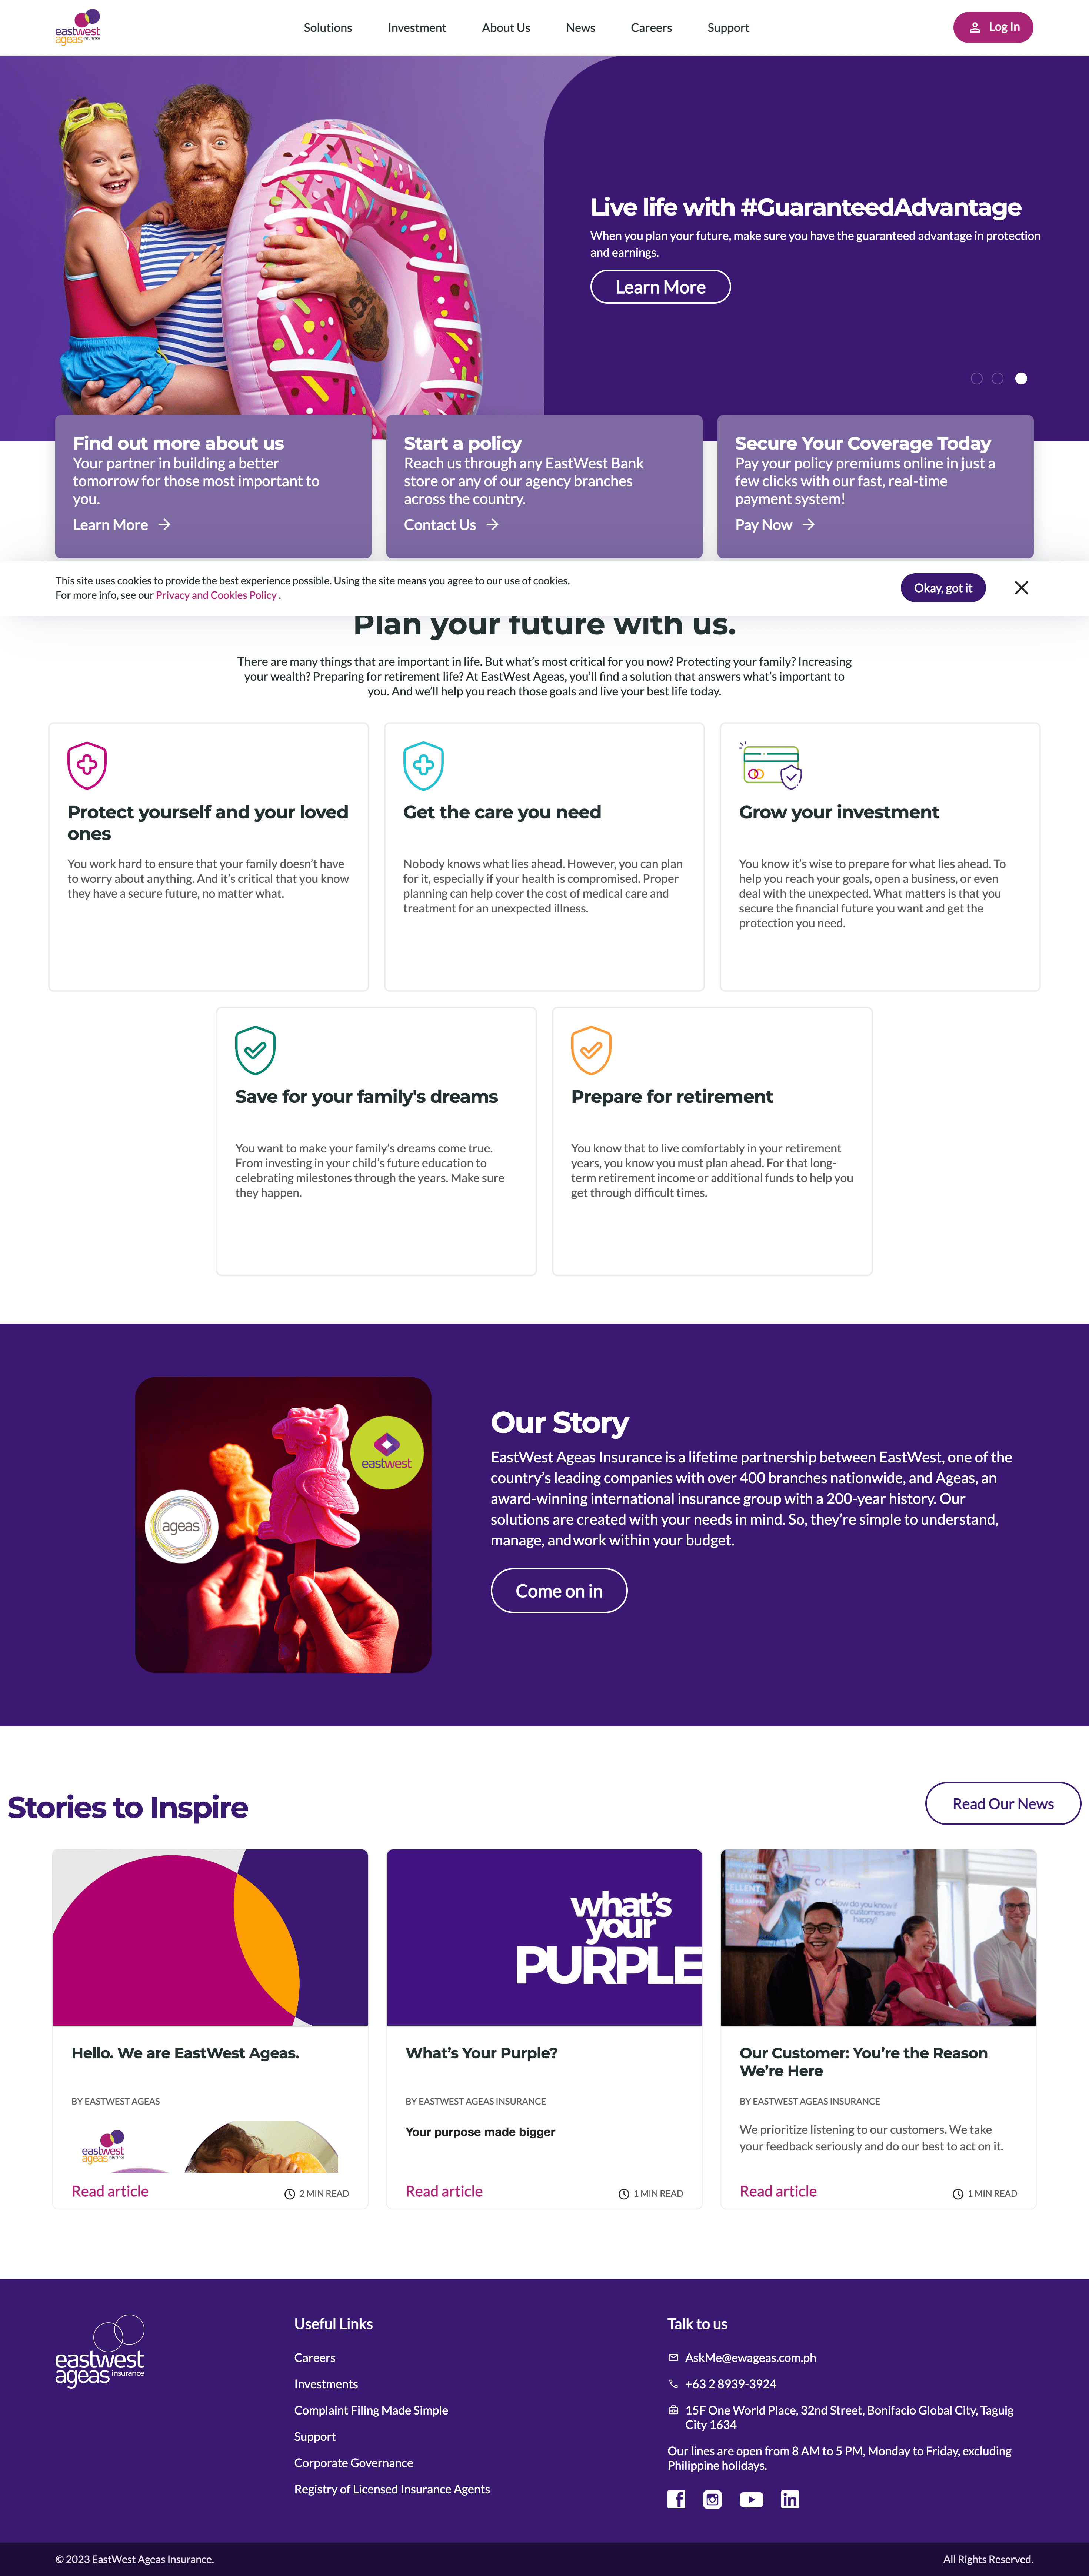 eastwest
ageas insurance
Solutions
Investment
About Us
News
Careers
Support
Log In
Live life with #GuaranteedAdvantage
When you plan your future, make sure you have the guaranteed advantage in protection
and earnings.
Learn More
Find out more about us
Your partner in building a better
tomorrow for those most important to
you.
Learn More
Start a policy
Reach us through any EastWest Bank
store or any of our agency branches
across the country.
Contact Us
Secure Your Coverage Today
Pay your policy premiums online in just a
few clicks with our fast, real-time
payment system!
Pay Now
This site uses cookies to provide the best experience possible. Using the site means you agree to our use of cookies.
For more info, see our Privacy and Cookies Policy .
Okay, got it
Plan your future with us.
There are many things that are important in life. But what's most critical for you now? Protecting your family? Increasing
your wealth? Preparing for retirement life? At EastWest Ageas, you'll find a solution that answers what's important to
you. And we'll help you reach those goals and live your best life today.
Protect yourself and your loved
ones
You work hard to ensure that your family doesn't have
to worry about anything. And it's critical that you know
they have a secure future, no matter what.
Get the care you need
Nobody knows what lies ahead. However, you can plan
for it, especially if your health is compromised. Proper
planning can help cover the cost of medical care and
treatment for an unexpected illness.
Grow your investment
You know it's wise to prepare for what lies ahead. To
help you reach your goals, open a business, or even
deal with the unexpected. What matters is that you
secure the financial future you want and get the
protection you need.
Save for your family's dreams
You want to make your family's dreams come true.
From investing in your child's future education to
celebrating milestones through the years. Make sure
they happen.
Prepare for retirement
You know that to live comfortably in your retirement
years, you know you must plan ahead. For that long-
term retirement income or additional funds to help you
get through difficult times.
eastwest
ageas
Our Story
EastWest Ageas Insurance is a lifetime partnership between EastWest, one of the
country's leading companies with over 400 branches nationwide, and Ageas, an
award-winning international insurance group with a 200-year history. Our
solutions are created with your needs in mind. So, they're simple to understand,
manage, and work within your budget.
Come on in
Stories to Inspire
Read Our News
what's
your
PURPLE
How do you know if
customers are
happy?
Hello. We are EastWest Ageas.
BY EASTWEST AGEAS
eastwest
ageas
Read article
2 MIN READ
What's Your Purple?
BY EASTWEST AGEAS INSURANCE
Your purpose made bigger
Read article
1 MIN READ
Our Customer: You're the Reason
We're Here
BY EASTWEST AGEAS INSURANCE
We prioritize listening to our customers. We take
your feedback seriously and do our best to act on it.
Read article
1 MIN READ
eastwest
ageas insurance
Useful Links
Careers
Investments
Complaint Filing Made Simple
Support
Corporate Governance
Registry of Licensed Insurance Agents
Talk to us
AskMe@ewageas.com.ph
+63 2 8939-3924
15F One World Place, 32nd Street, Bonifacio Global City, Taguig
City 1634
Our lines are open from 8 AM to 5 PM, Monday to Friday, excluding
Philippine holidays.
© 2023 EastWest Ageas Insurance.
All Rights Reserved.